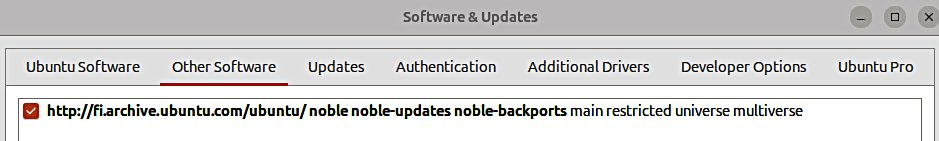 Software & Updates
Ubuntu Software Other Software Updates Authentication Additional Drivers Developer Options Ubuntu Pro
http://fi.archive.ubuntu.com/ubuntu/ noble noble-updates noble-backports main restricted universe multiverse